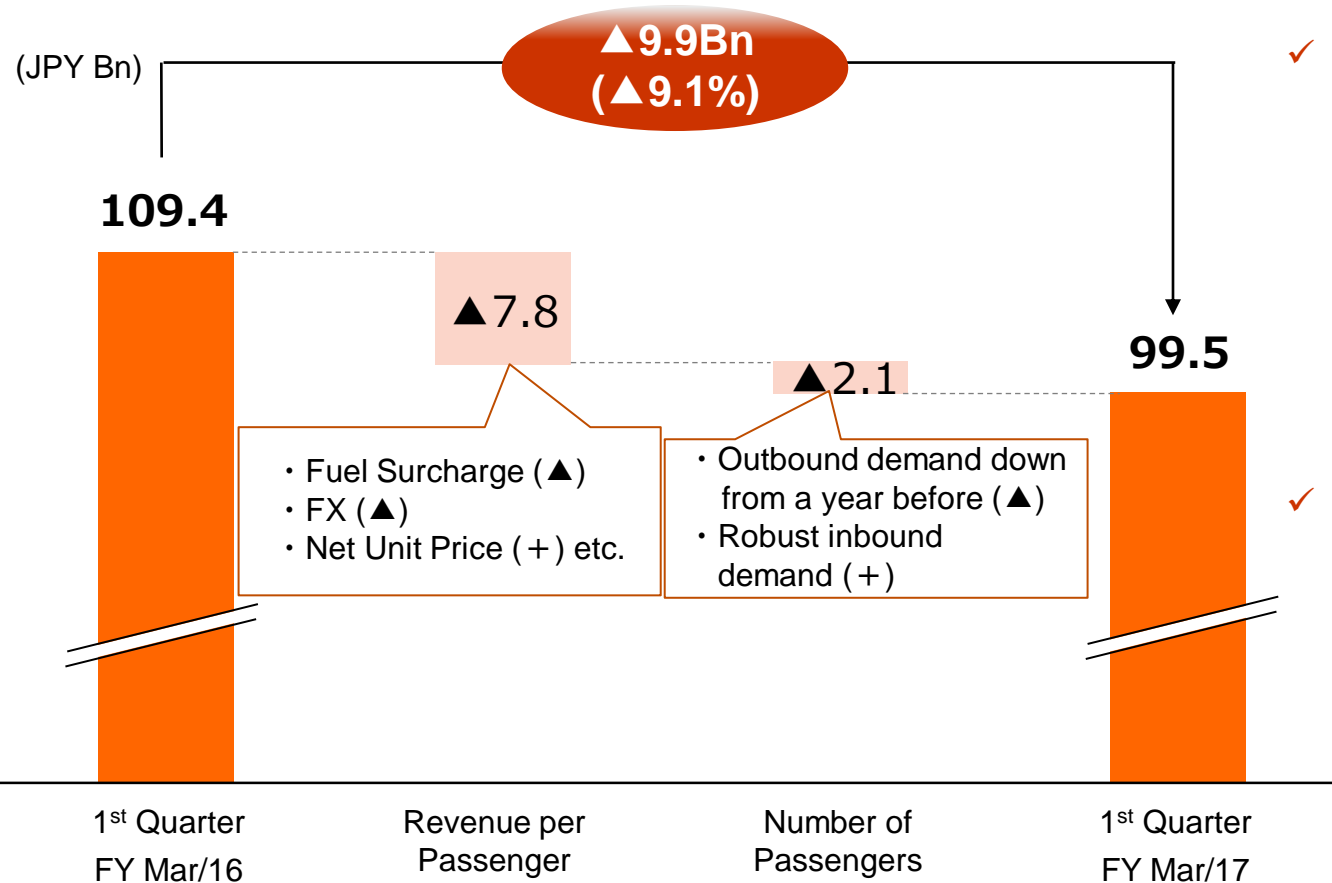 ▲9.9Bn
(▲9.1%)
(JPY Bn)
✓
109.4
▲7.8
99.5
▲2.1
・Fuel Surcharge (▲)
・FX (▲)
・Net Unit Price (+) etc.
・Outbound demand down
from a year before (▲)
・Robust inbound
demand (+)
✓
1st Quarter
FY Mar/16
Revenue per
Passenger
Number of
Passengers
1st Quarter
FY Mar/17